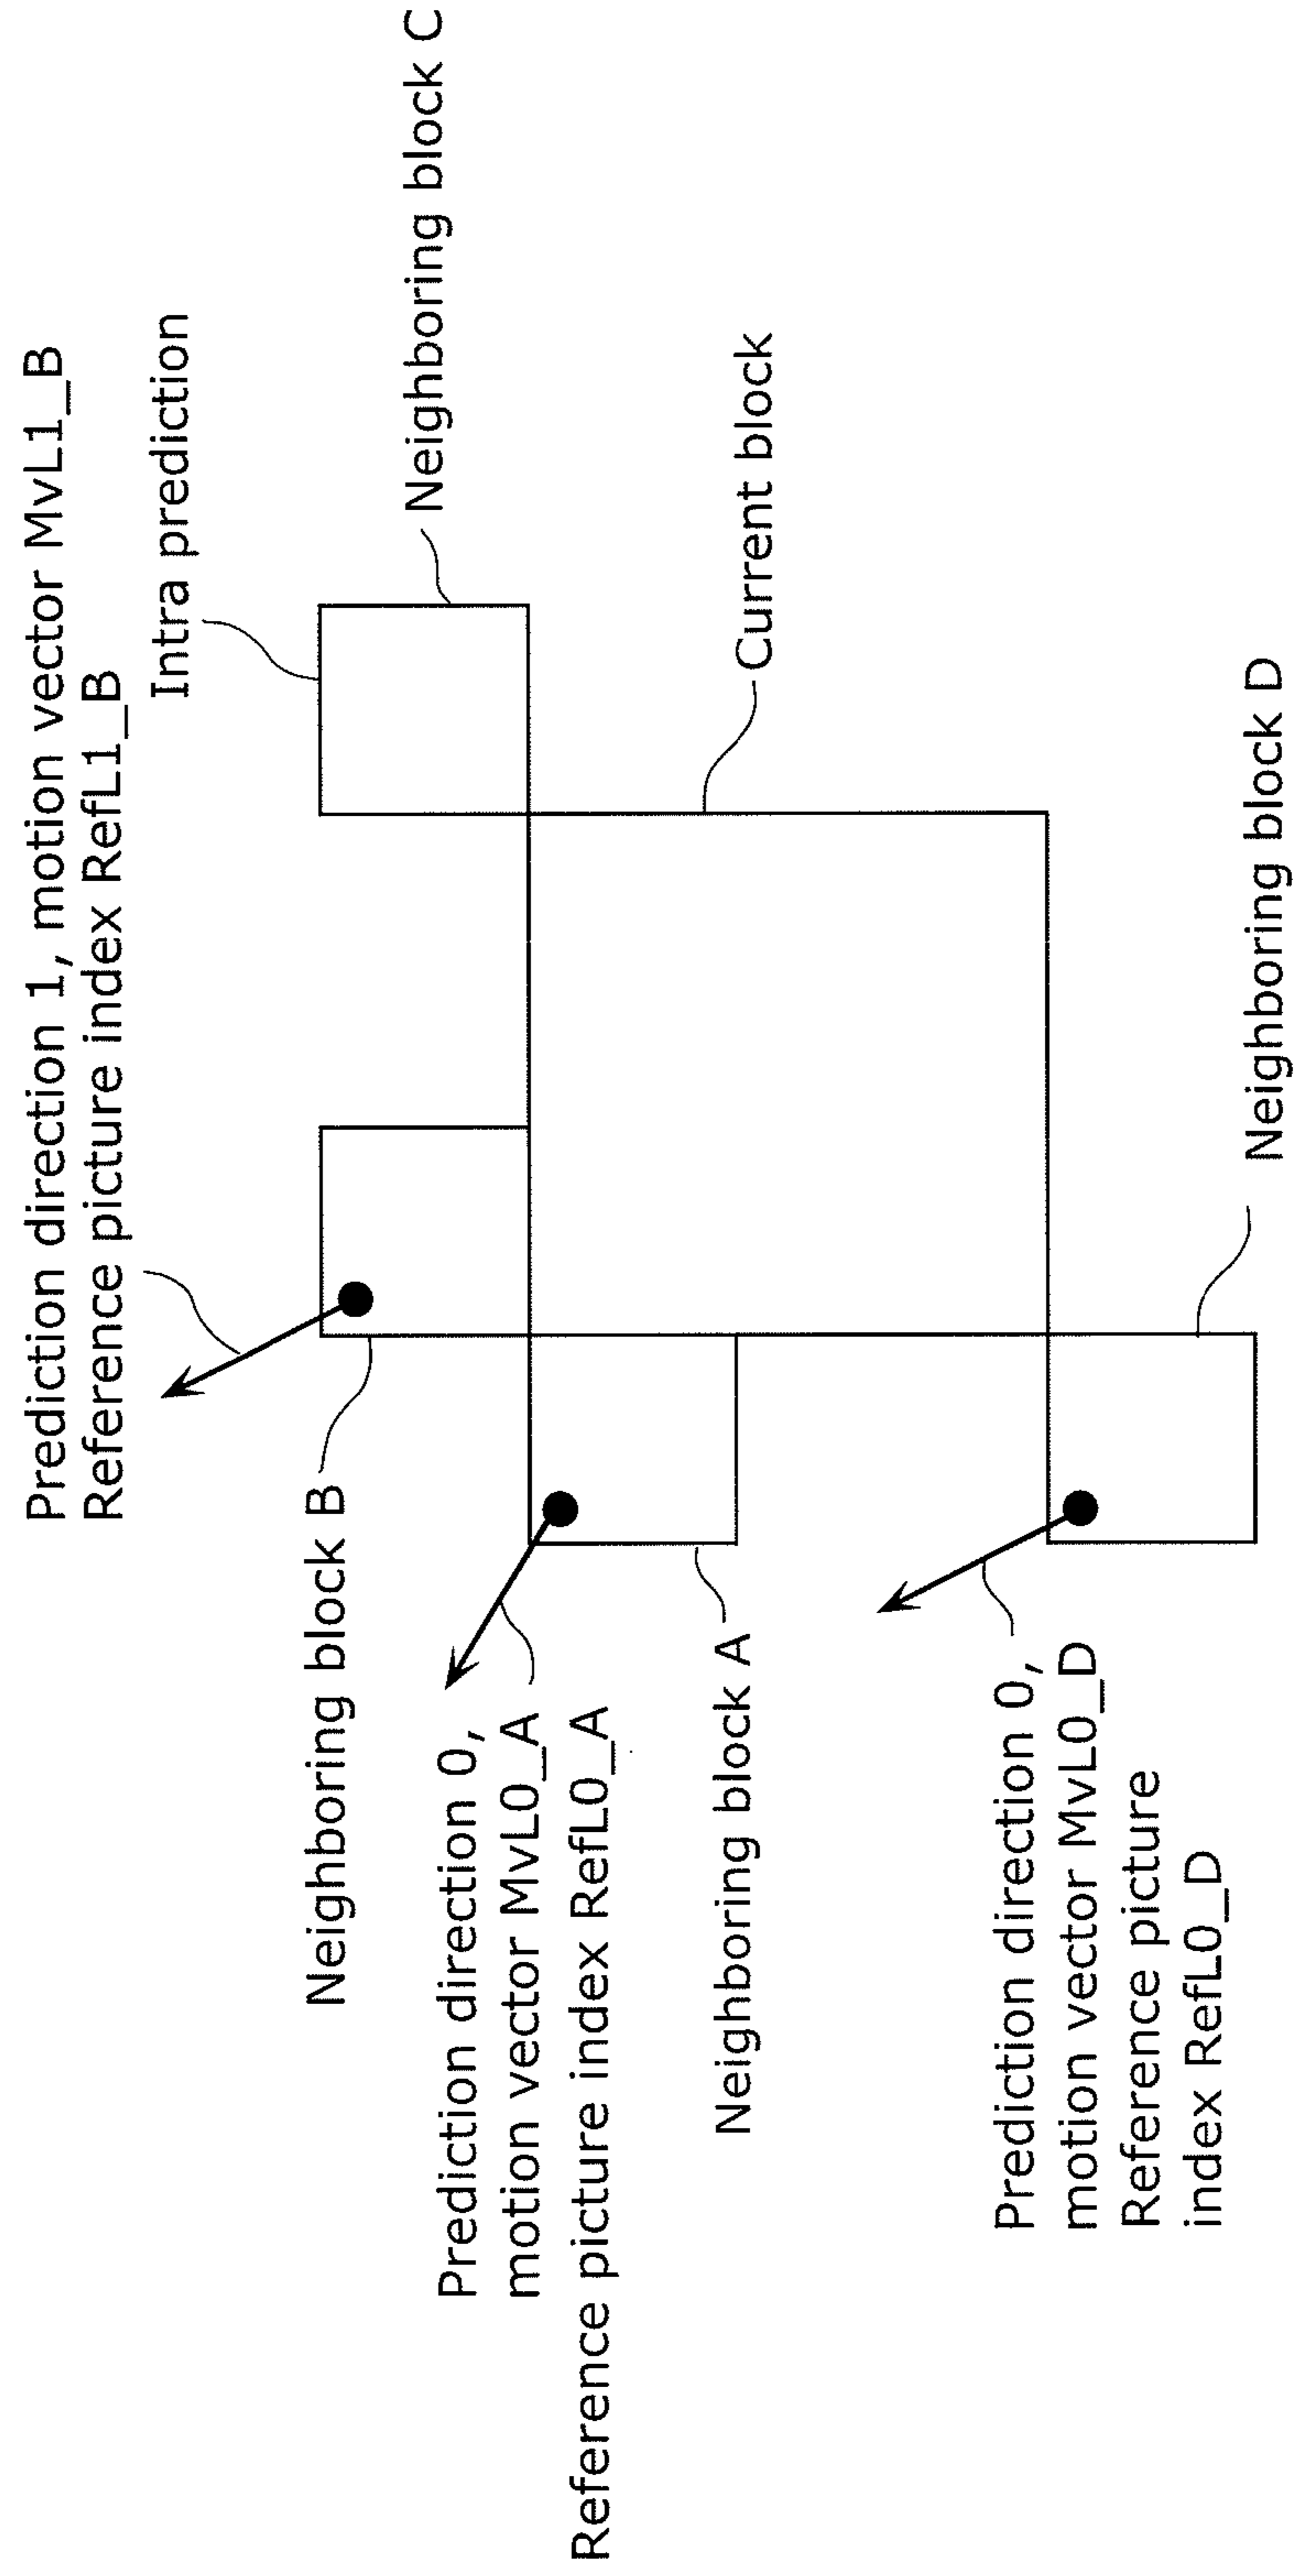 Prediction direction 1, motion vector MvL1_B
Reference picture index RefL1_B
Intra prediction
Neighboring block B
Neighboring block C
Prediction direction 0,
motion vector MvL0_A
Reference picture index RefL0_A
Neighboring block A
Current block
Prediction direction 0,
motion vector MvL0_D
Reference picture
index RefL0_D
Neighboring block D